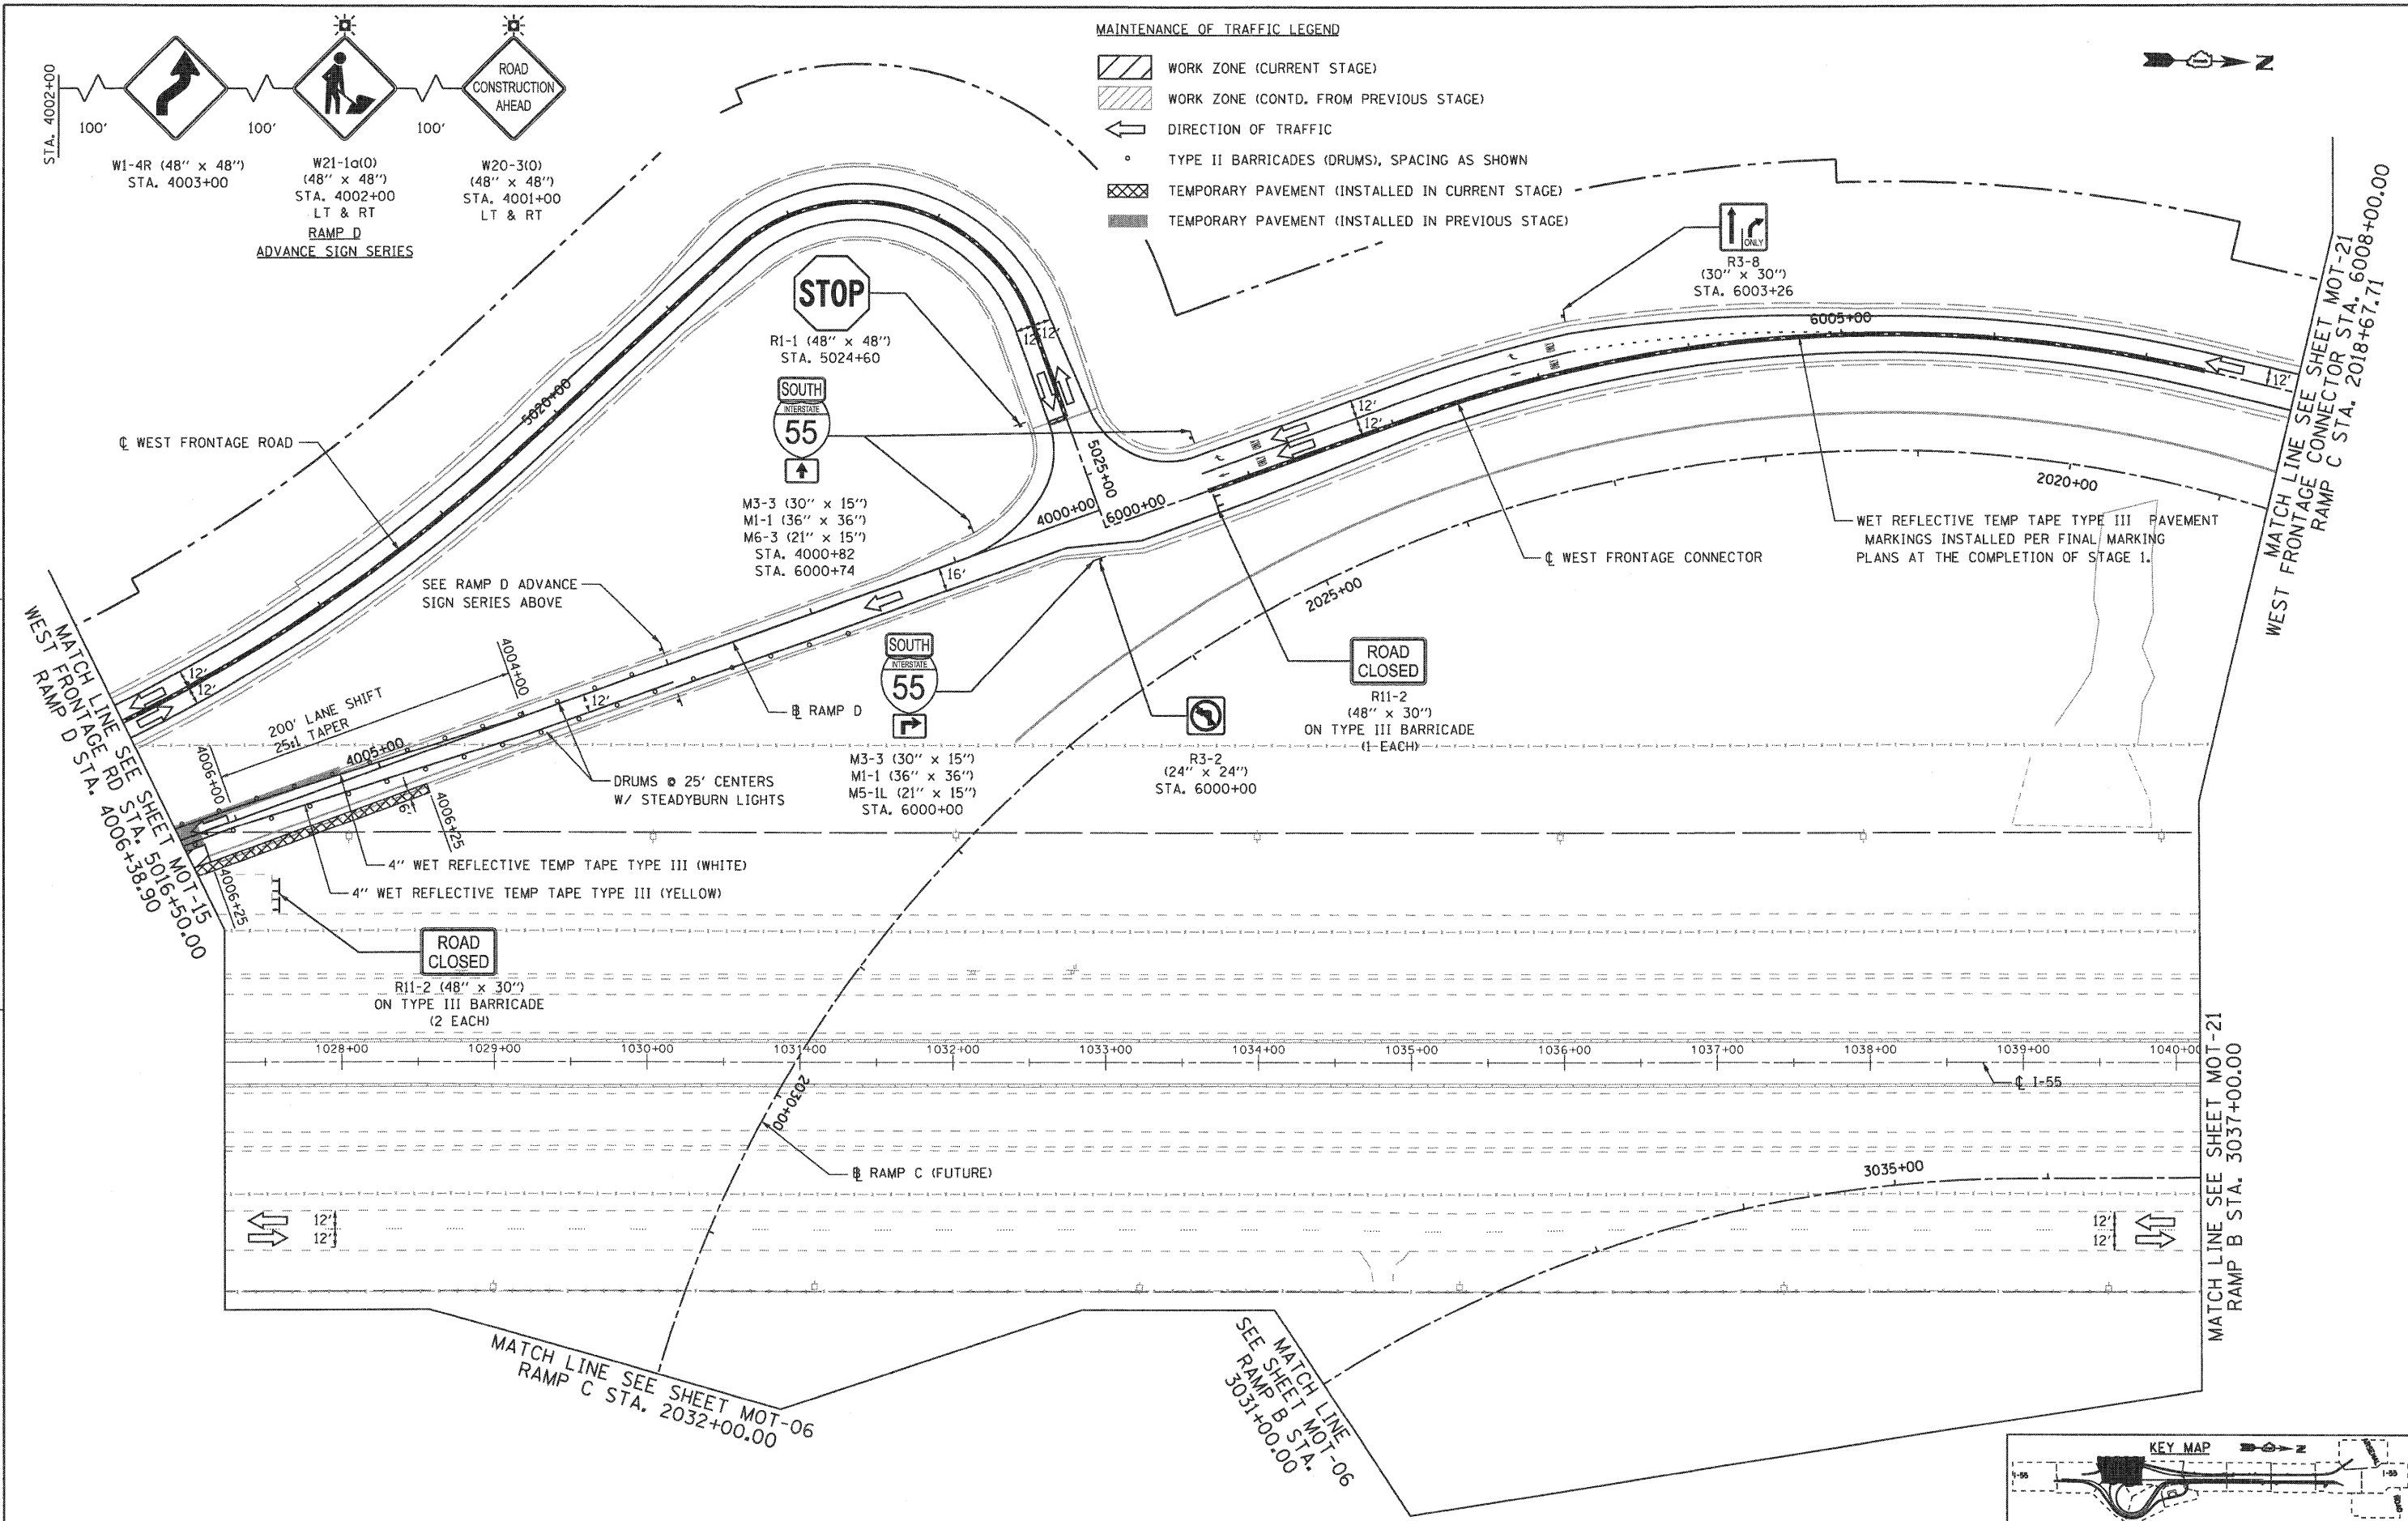 STA. 4002+00
100'
100'
100'
ROAD
CONSTRUCTION
AHEAD
W1-4R (48" x 48")
STA. 4003+00
W21-1a(O)
(48" x 48")
STA. 4002+00
LT & RT
W20-3(O)
(48" x 48")
STA. 4001+00
LT & RT
RAMP D
ADVANCE SIGN SERIES
MAINTENANCE OF TRAFFIC LEGEND
WORK ZONE (CURRENT STAGE)
WORK ZONE (CONTD. FROM PREVIOUS STAGE)
DIRECTION OF TRAFFIC
TYPE II BARRICADES (DRUMS), SPACING AS SHOWN
TEMPORARY PAVEMENT (INSTALLED IN CURRENT STAGE)
TEMPORARY PAVEMENT (INSTALLED IN PREVIOUS STAGE)
N
ONLY
R3-8
(30" x 30")
STA. 6003+26
STOP
R1-1 (48" x 48")
STA. 5024+60
SOUTH
INTERSTATE
55
M3-3 (30" x 15")
M1-1 (36" x 36")
M6-3 (21" x 15")
STA. 4000+82
STA. 6000+74
℄ WEST FRONTAGE ROAD
5020+00
12'
12'
5025+00
4000+00
6000+00
12'
12'
6005+00
12'
MATCH LINE SEE SHEET MOT-21
WEST FRONTAGE CONNECTOR STA. 6008+00.00
RAMP C STA. 2018+67.71
2020+00
2025+00
WET REFLECTIVE TEMP TAPE TYPE III PAVEMENT
MARKINGS INSTALLED PER FINAL MARKING
PLANS AT THE COMPLETION OF STAGE 1.
℄ WEST FRONTAGE CONNECTOR
SEE RAMP D ADVANCE
SIGN SERIES ABOVE
16'
SOUTH
INTERSTATE
55
M3-3 (30" x 15")
M1-1 (36" x 36")
M5-1L (21" x 15")
STA. 6000+00
R3-2
(24" x 24")
STA. 6000+00
ROAD
CLOSED
R11-2
(48" x 30")
ON TYPE III BARRICADE
(1 EACH)
MATCH LINE SEE SHEET MOT-15
WEST FRONTAGE RD STA. 5016+50.00
RAMP D STA. 4006+38.90
12'
12'
200' LANE SHIFT
25:1 TAPER
4004+00
4005+00
4006+00
12'
6'
4006+25
4006+25
RAMP D
DRUMS @ 25' CENTERS
W/ STEADYBURN LIGHTS
4" WET REFLECTIVE TEMP TAPE TYPE III (WHITE)
4" WET REFLECTIVE TEMP TAPE TYPE III (YELLOW)
ROAD
CLOSED
R11-2 (48" x 30")
ON TYPE III BARRICADE
(2 EACH)
1028+00 1029+00 1030+00 1031+00 1032+00 1033+00 1034+00 1035+00 1036+00 1037+00 1038+00 1039+00 1040+00
℄ I-55
2030+00
RAMP C (FUTURE)
3035+00
12'
12'
12'
12'
MATCH LINE SEE SHEET MOT-21
RAMP B STA. 3037+00.00
MATCH LINE SEE SHEET MOT-06
RAMP C STA. 2032+00.00
MATCH LINE
SEE SHEET MOT-06
RAMP B STA.
3031+00.00
KEY MAP
N
I-55
I-55